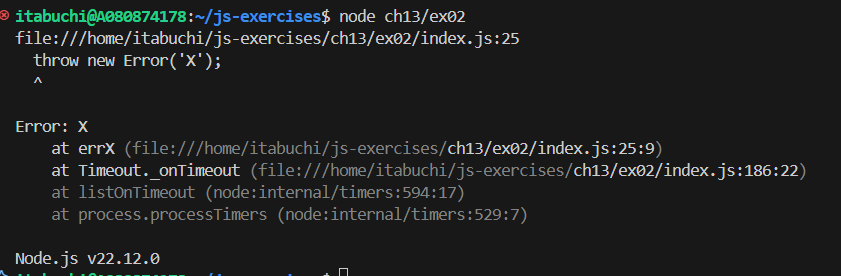 itabuchi@A080874178:~/js-exercises$ node ch13/ex02
file:///home/itabuchi/js-exercises/ch13/ex02/index.js:25
  throw new Error('X');
  ^

Error: X
    at errX (file:///home/itabuchi/js-exercises/ch13/ex02/index.js:25:9)
    at Timeout._onTimeout (file:///home/itabuchi/js-exercises/ch13/ex02/index.js:186:22)
    at listOnTimeout (node:internal/timers:594:17)
    at process.processTimers (node:internal/timers:529:7)

Node.js v22.12.0